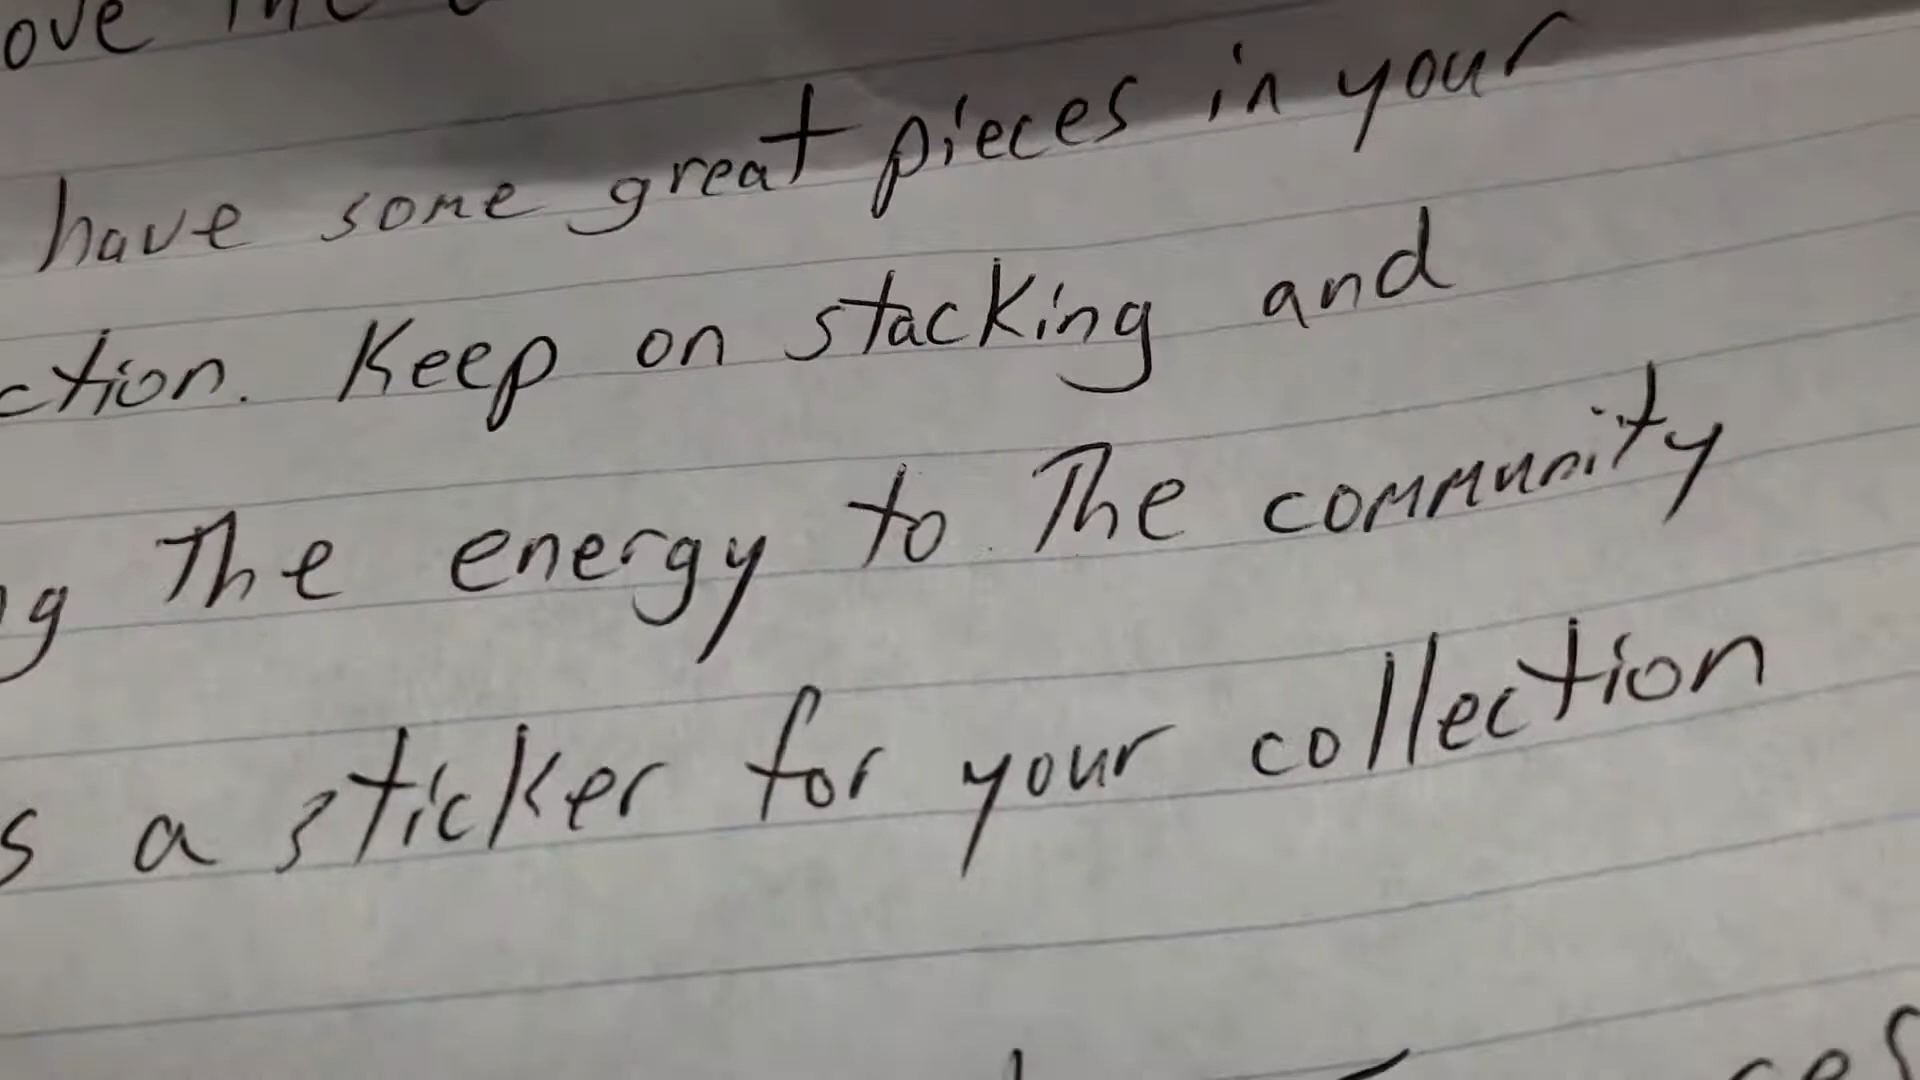 ove
have some great pieces in your
ction. Keep on stacking and
g The energy to The community
s a sticker for your collection